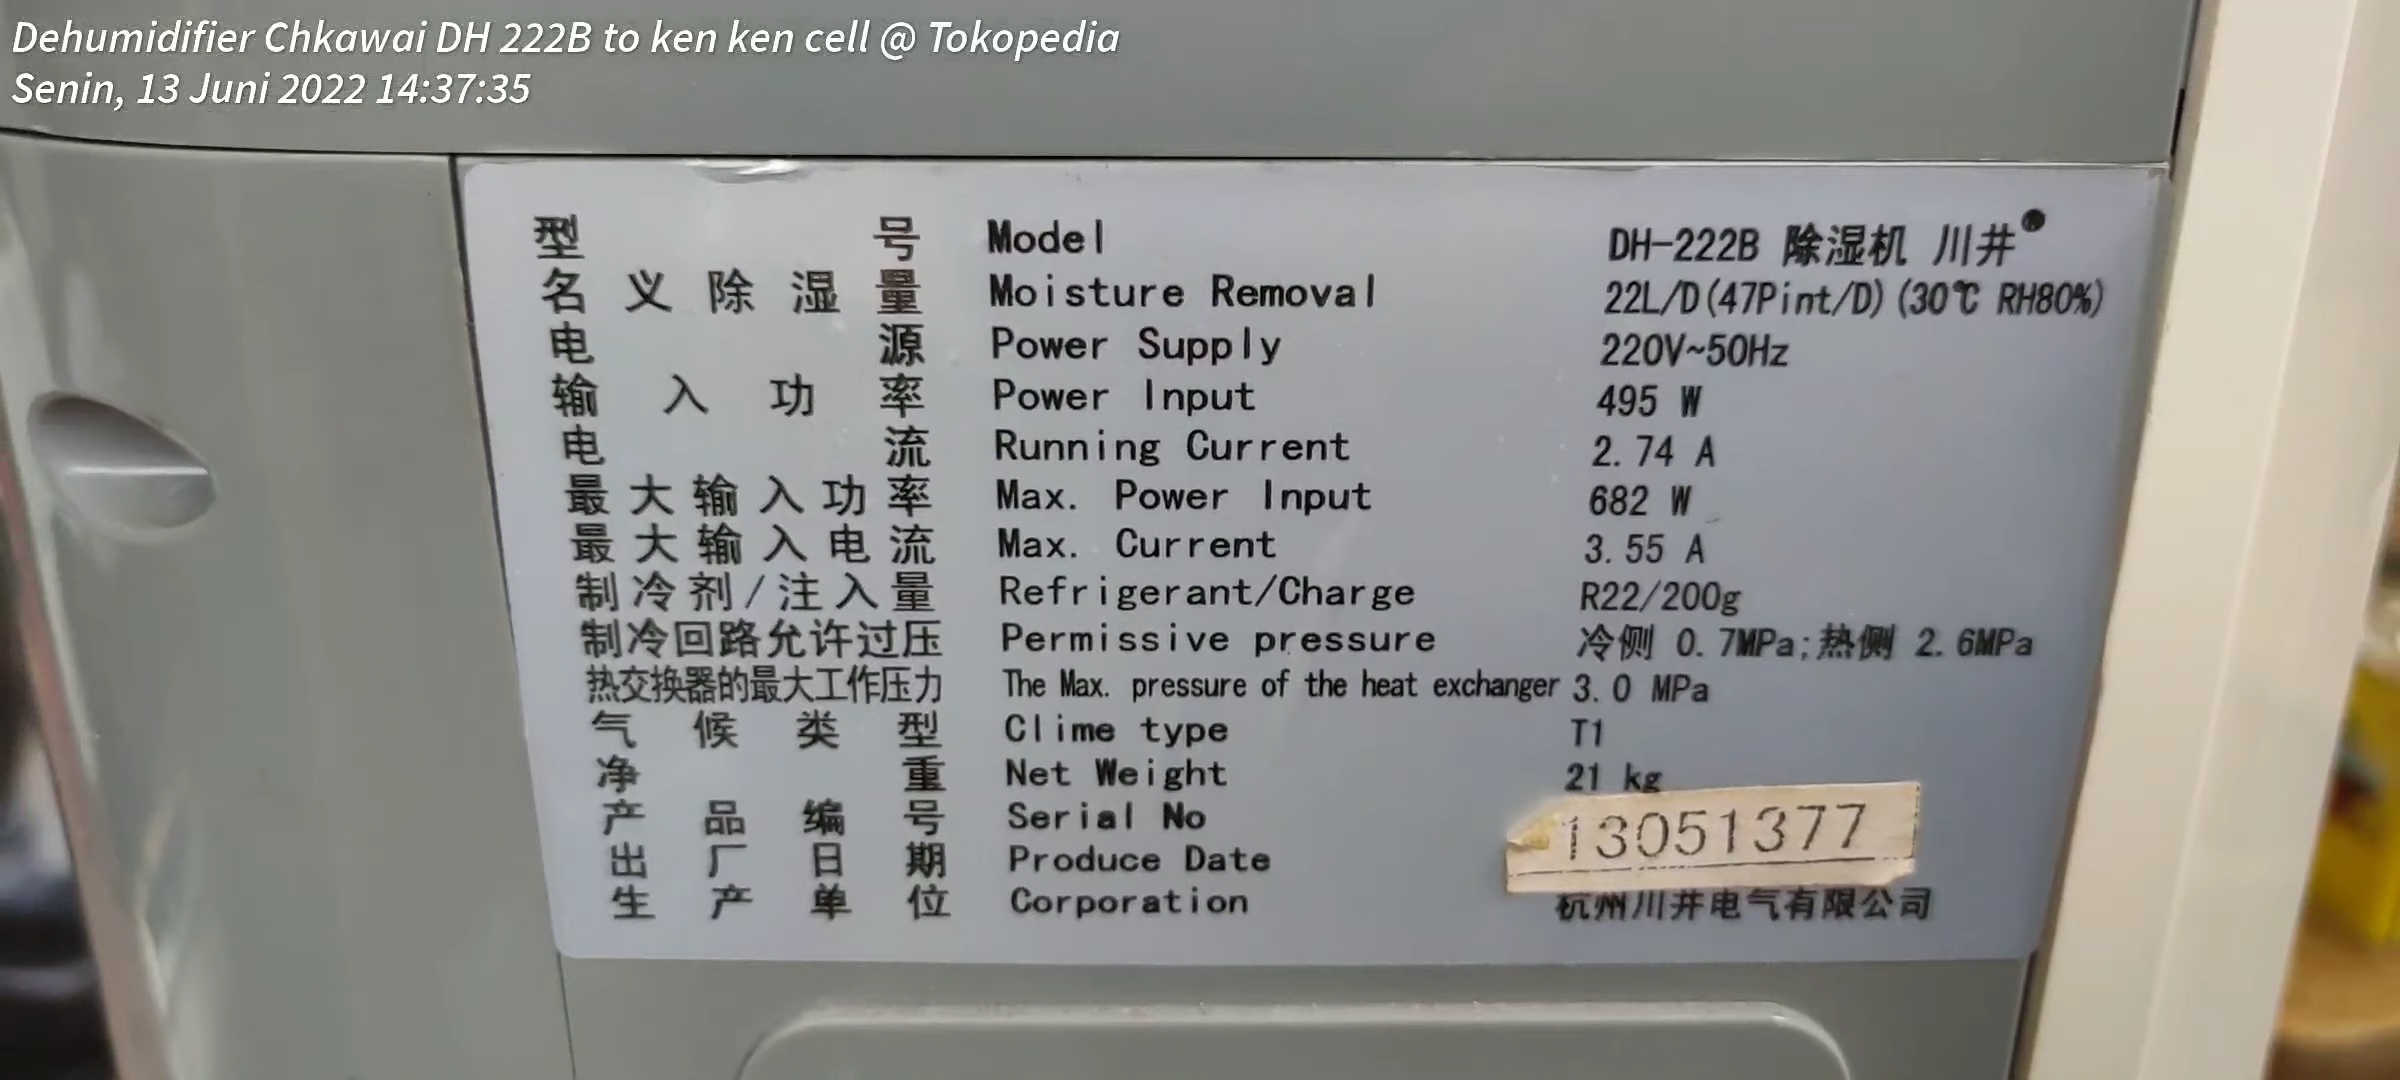 Dehumidifier Chkawai DH 222B to ken ken cell @ Tokopedia
Senin, 13 Juni 2022 14:37:35
型号 Model DH-222B 除湿机 川井
名义除湿量 Moisture Removal 22L/D(47Pint/D)(30℃ RH80%)
电源 Power Supply 220V~50Hz
输入功率 Power Input 495 W
电流 Running Current 2.74 A
最大输入功率 Max. Power Input 682 W
最大输入电流 Max. Current 3.55 A
制冷剂/注入量 Refrigerant/Charge R22/200g
制冷回路允许过压 Permissive pressure 冷侧 0.7MPa;热侧 2.6MPa
热交换器的最大工作压力 The Max. pressure of the heat exchanger 3.0 MPa
气候类型 Clime type T1
净重 Net Weight 21 kg
产品编号 Serial No 13051377
出厂日期 Produce Date
生产单位 Corporation 杭州川井电气有限公司